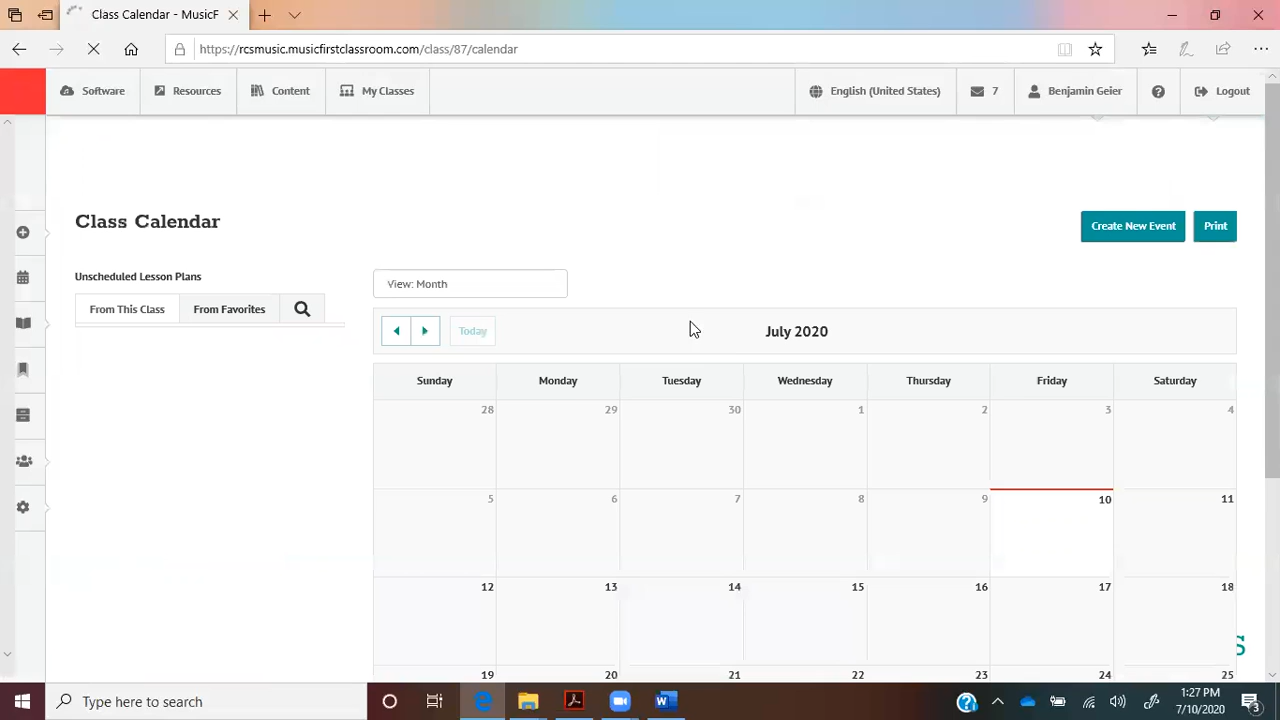 Class Calendar - MusicF
https://rcsmusic.musicfirstclassroom.com/class/87/calendar
Software Resources Content My Classes English (United States) 7 Benjamin Geier Logout
Class Calendar
Create New Event Print
Unscheduled Lesson Plans
View: Month
From This Class From Favorites
Today July 2020
Sunday Monday Tuesday Wednesday Thursday Friday Saturday
28 29 30 1 2 3 4
5 6 7 8 9 10 11
12 13 14 15 16 17 18
19 20 21 22 23 24 25
Type here to search
1:27 PM
7/10/2020
3